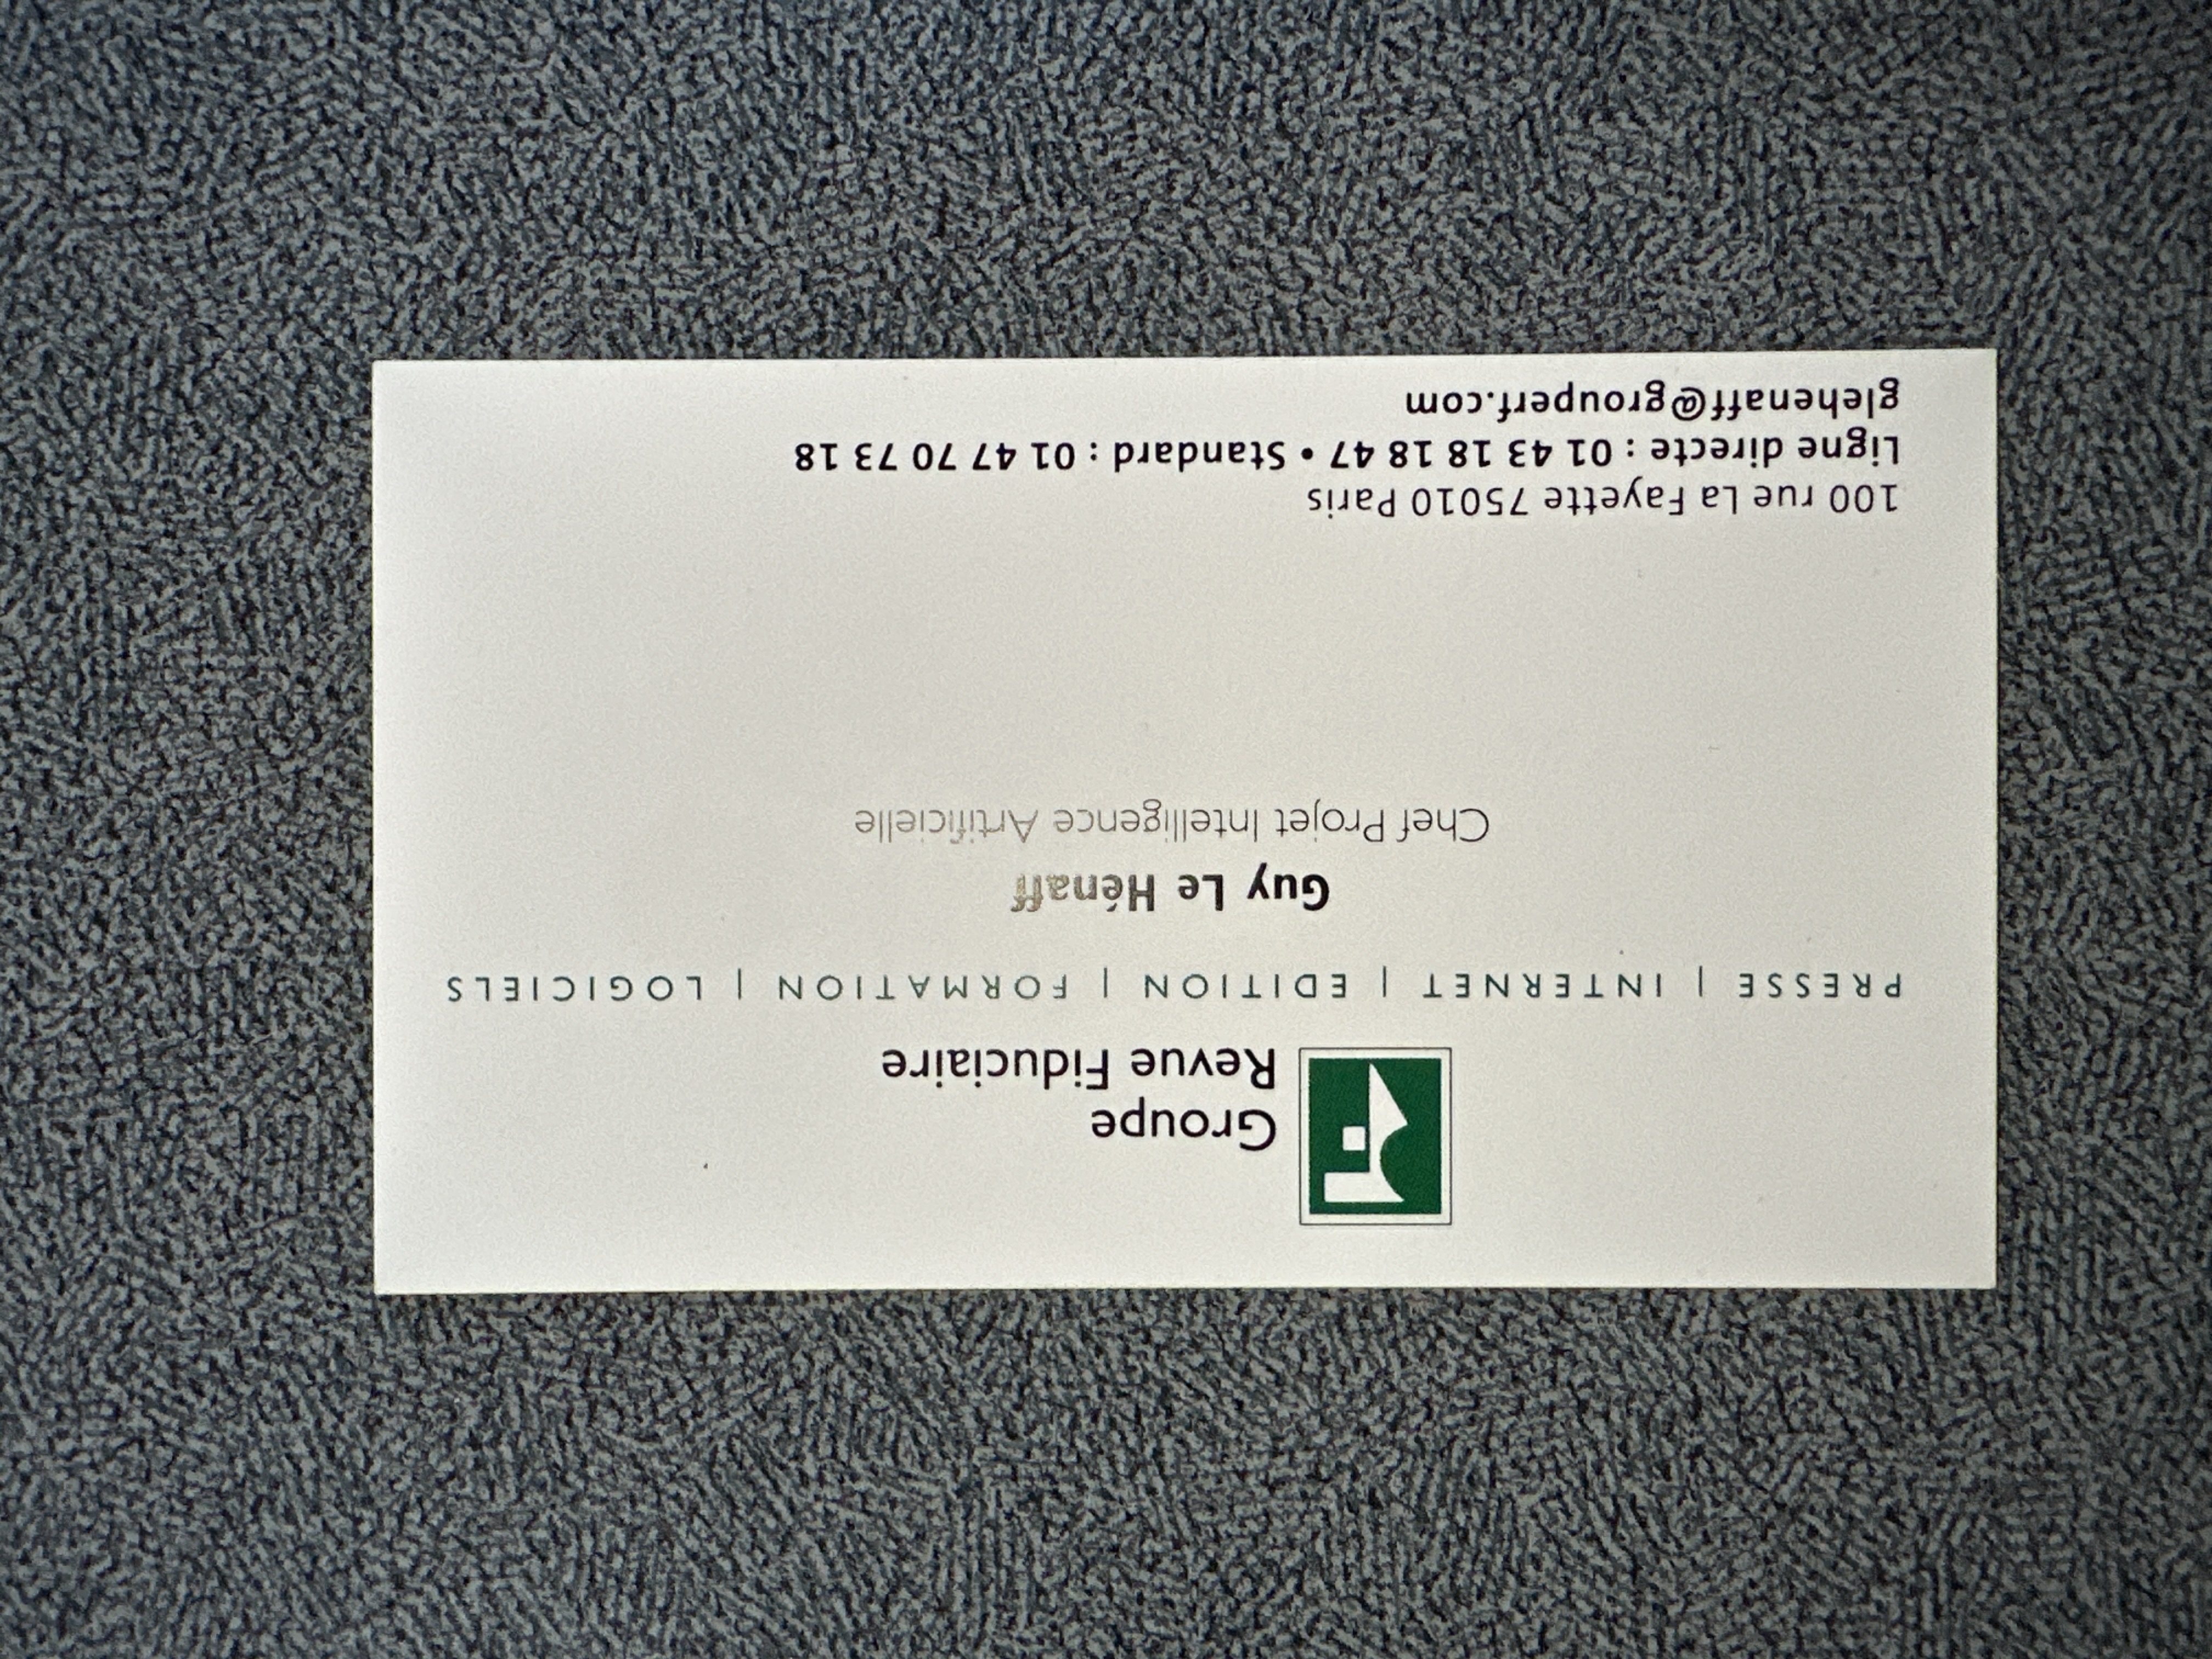 Groupe
Revue Fiduciaire
PRESSE | INTERNET | EDITION | FORMATION | LOGICIELS
Guy Le Hénaff
Chef Projet Intelligence Artificielle
100 rue La Fayette 75010 Paris
Ligne directe : 01 43 18 18 47 • Standard : 01 47 70 73 18
glehenaff@grouperf.com